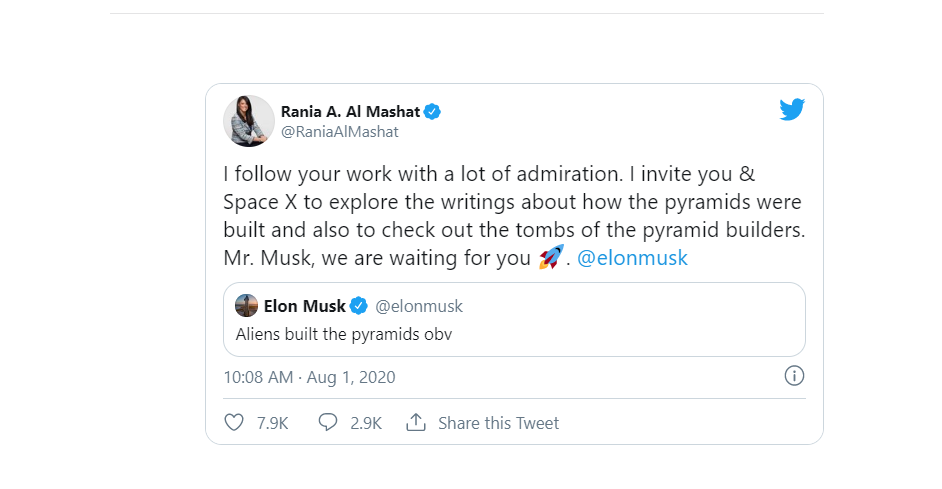 Rania A. Al Mashat
@RaniaAlMashat
I follow your work with a lot of admiration. I invite you &
Space X to explore the writings about how the pyramids were
built and also to check out the tombs of the pyramid builders.
Mr. Musk, we are waiting for you 🚀. @elonmusk
Elon Musk @elonmusk
Aliens built the pyramids obv
10:08 AM · Aug 1, 2020
7.9K 2.9K Share this Tweet